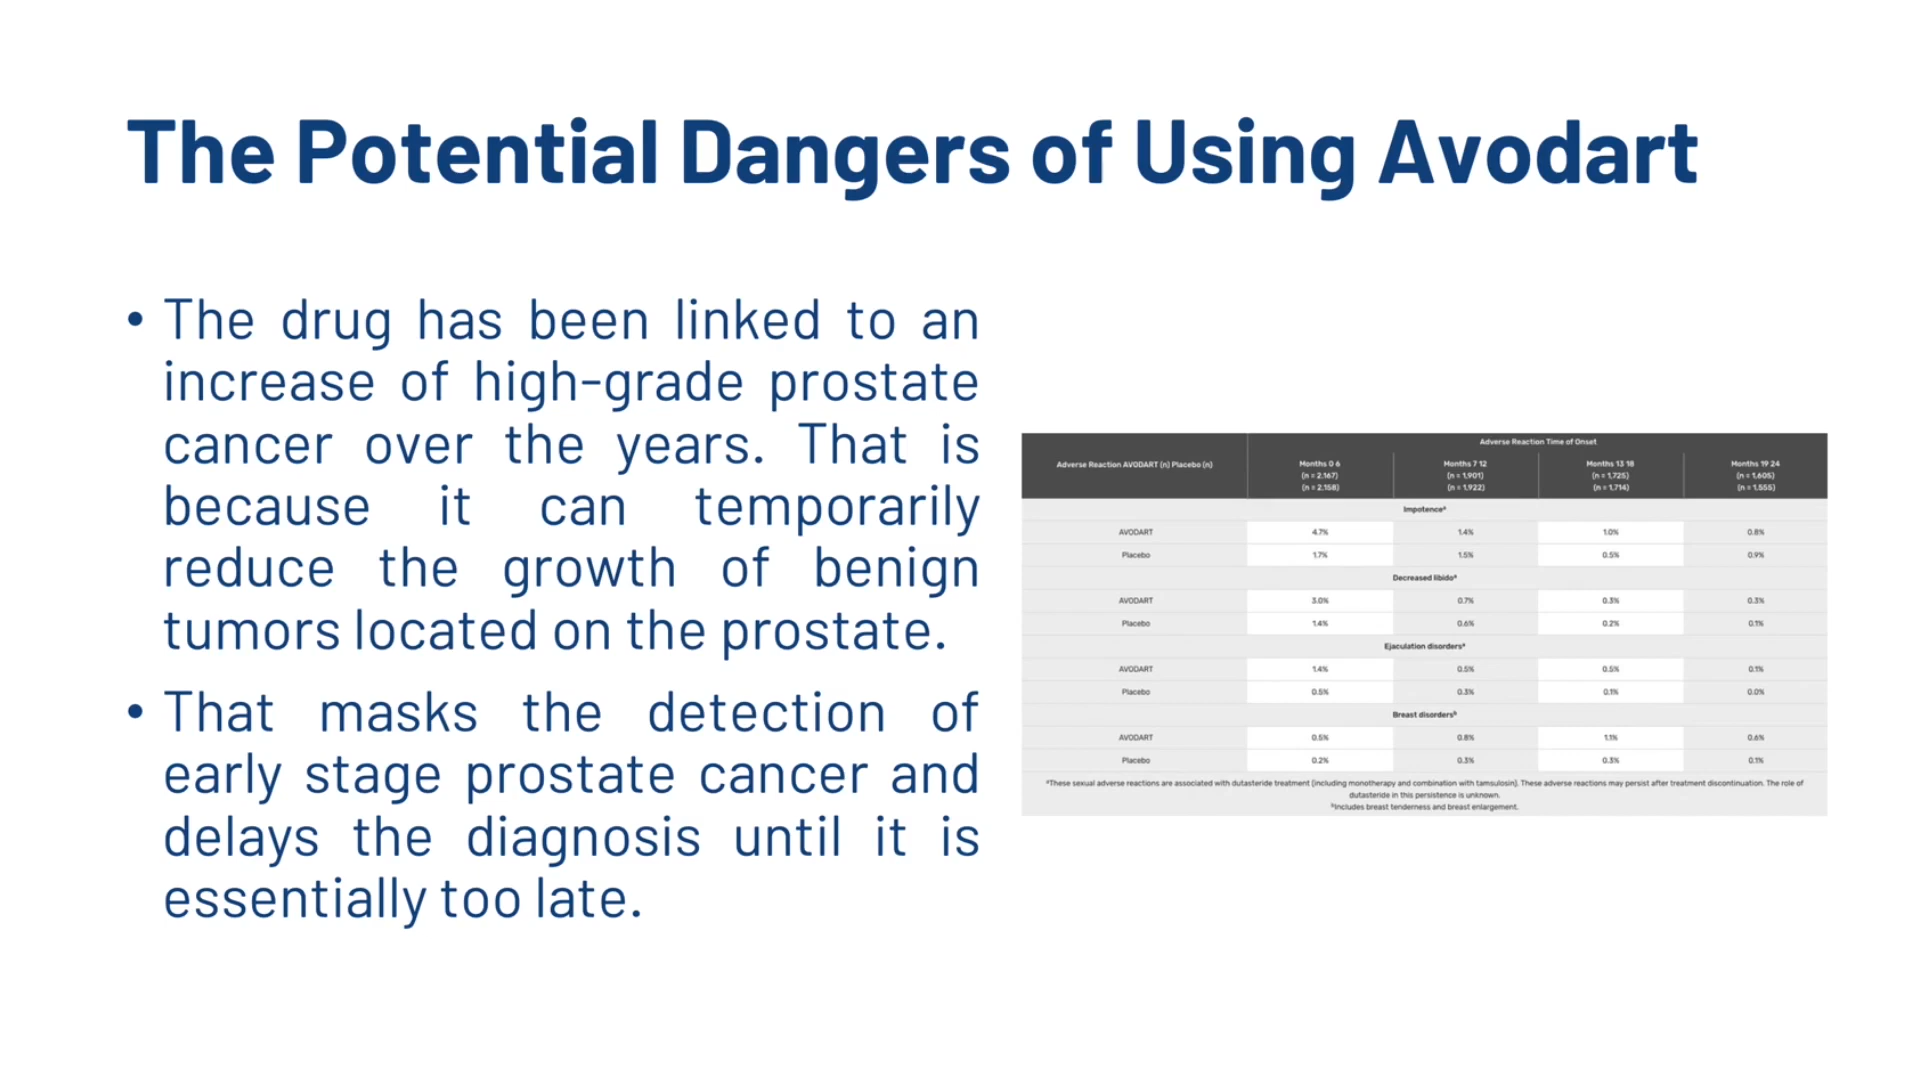 The Potential Dangers of Using Avodart
• The drug has been linked to an
increase of high-grade prostate
cancer over the years. That is
because it can temporarily
reduce the growth of benign
tumors located on the prostate.
• That masks the detection of
early stage prostate cancer and
delays the diagnosis until it is
essentially too late.
Adverse Reaction AVODART (n) Placebo (n)
Adverse Reaction Time of Onset
Months 0 6 Months 7 12 Months 13 18 Months 19 24
(n = 2,167) (n = 1,901) (n = 1,725) (n = 1,605)
(n = 2,158) (n = 1,922) (n = 1,714) (n = 1,555)
Impotenceᵃ
AVODART 4.7% 1.4% 1.0% 0.8%
Placebo 1.7% 1.5% 0.5% 0.9%
Decreased libidoᵃ
AVODART 3.0% 0.7% 0.3% 0.3%
Placebo 1.4% 0.6% 0.2% 0.1%
Ejaculation disordersᵃ
AVODART 1.4% 0.5% 0.5% 0.1%
Placebo 0.5% 0.3% 0.1% 0.0%
Breast disordersᵇ
AVODART 0.5% 0.8% 1.1% 0.6%
Placebo 0.2% 0.3% 0.3% 0.1%
ᵃThese sexual adverse reactions are associated with dutasteride treatment (including monotherapy and combination with tamsulosin). These adverse reactions may persist after treatment discontinuation. The role of
dutasteride in this persistence is unknown.
ᵇIncludes breast tenderness and breast enlargement.